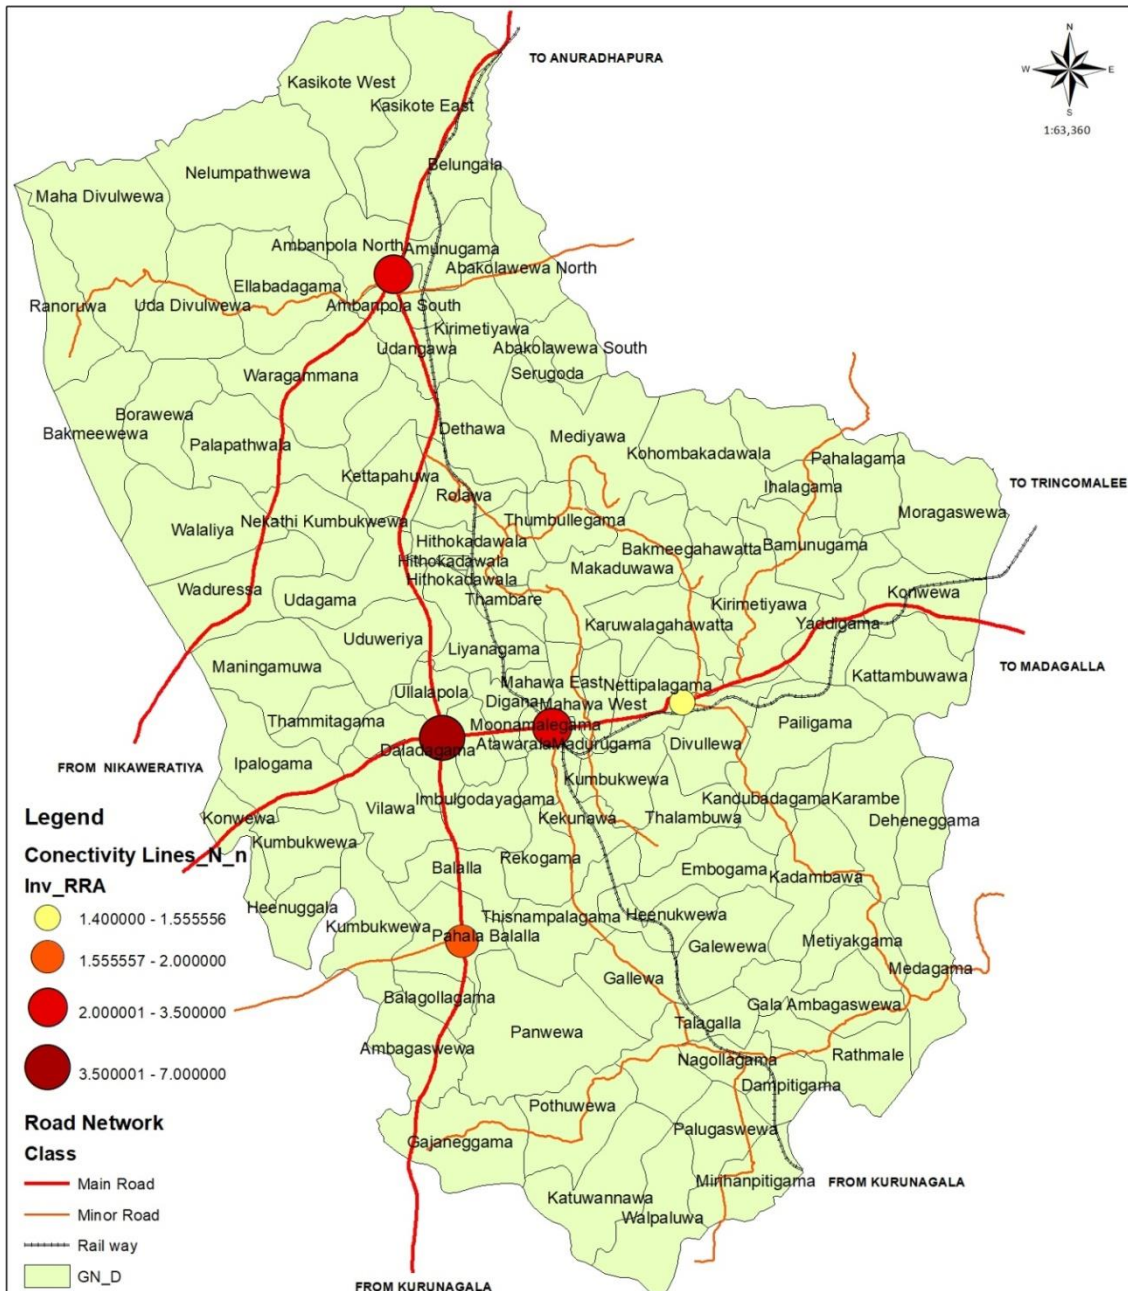 N
W E
S
1:63,360
TO ANURADHAPURA
Kasikote West
Kasikote East
Belungala
Nelumpathwewa
Maha Divulwewa
Ambanpola North
Amunugama
Abakolawewa North
Ellabadagama
Ranoruwa
Uda Divulwewa
Ambanpola South
Kirimetiyawa
Udangawa
Abakolawewa South
Serugoda
Waragammana
Borawewa
Bakmeewewa
Palapathwala
Dethawa
Mediyawa
Kohombakadawala
Pahalagama
Kettapahuwa
Ihalagama
TO TRINCOMALEE
Rolawa
Moragaswewa
Walaliya
Nekathi Kumbukwewa
Thumbullegama
Hithokadawala
Bakmeegahawatta
Bamunugama
Hithokadawala
Makaduwawa
Hithokadawala
Waduressa
Udagama
Thambare
Kirimetiyawa
Konwewa
Karuwalagahawatta
Yaddigama
Uduweriya
Liyanagama
Maningamuwa
TO MADAGALLA
Kattambuwawa
Ullalapola
Mahawa East
Nettipalagama
Digana
Mahawa West
Thammitagama
Moonamalegama
Pailigama
Daladagama
Atawarala
Madurugama
Divullewa
FROM NIKAWERATIYA
Ipalogama
Kumbukwewa
Vilawa
Imbulgodayagama
Kandubadagama
Karambe
Konwewa
Kekunawa
Thalambuwa
Deheneggama
Kumbukwewa
Rekogama
Balalla
Embogama
Kadambawa
Heenuggala
Thisnampalagama
Heenukwewa
Kumbukwewa
Pahala Balalla
Galewewa
Metiyakgama
Medagama
Gallewa
Balagollagama
Gala Ambagaswewa
Panwewa
Talagalla
Ambagaswewa
Nagollagama
Rathmale
Dampitigama
Pothuwewa
Palugaswewa
Gajaneggama
Mirihanpitigama
FROM KURUNAGALA
Katuwannawa
Walpaluwa
FROM KURUNAGALA
Legend
Conectivity Lines_N_n
Inv_RRA
1.400000 - 1.555556
1.555557 - 2.000000
2.000001 - 3.500000
3.500001 - 7.000000
Road Network
Class
Main Road
Minor Road
Rail way
GN_D